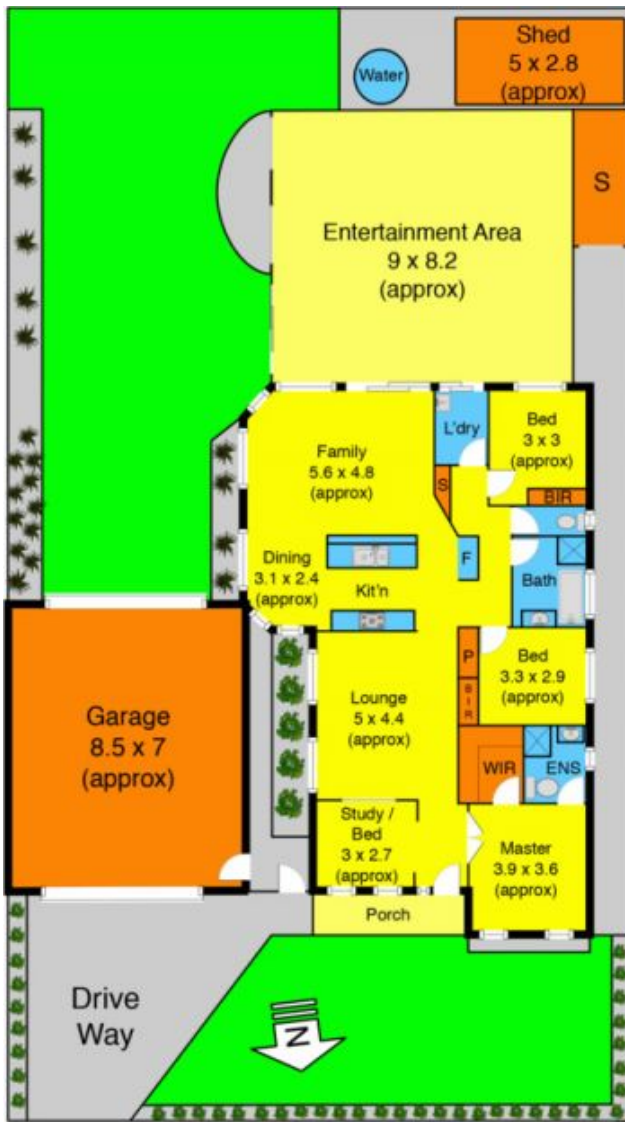 Shed
5 x 2.8
(approx)
Water
S
Entertainment Area
9 x 8.2
(approx)
L'dry
Bed
3 x 3
(approx)
Family
5.6 x 4.8
(approx)
S
BIR
Dining
3.1 x 2.4
(approx)
Kit'n
F
Bath
Garage
8.5 x 7
(approx)
Lounge
5 x 4.4
(approx)
P
B
I
R
Bed
3.3 x 2.9
(approx)
WIR
ENS
Study /
Bed
3 x 2.7
(approx)
Master
3.9 x 3.6
(approx)
Porch
Drive
Way
N